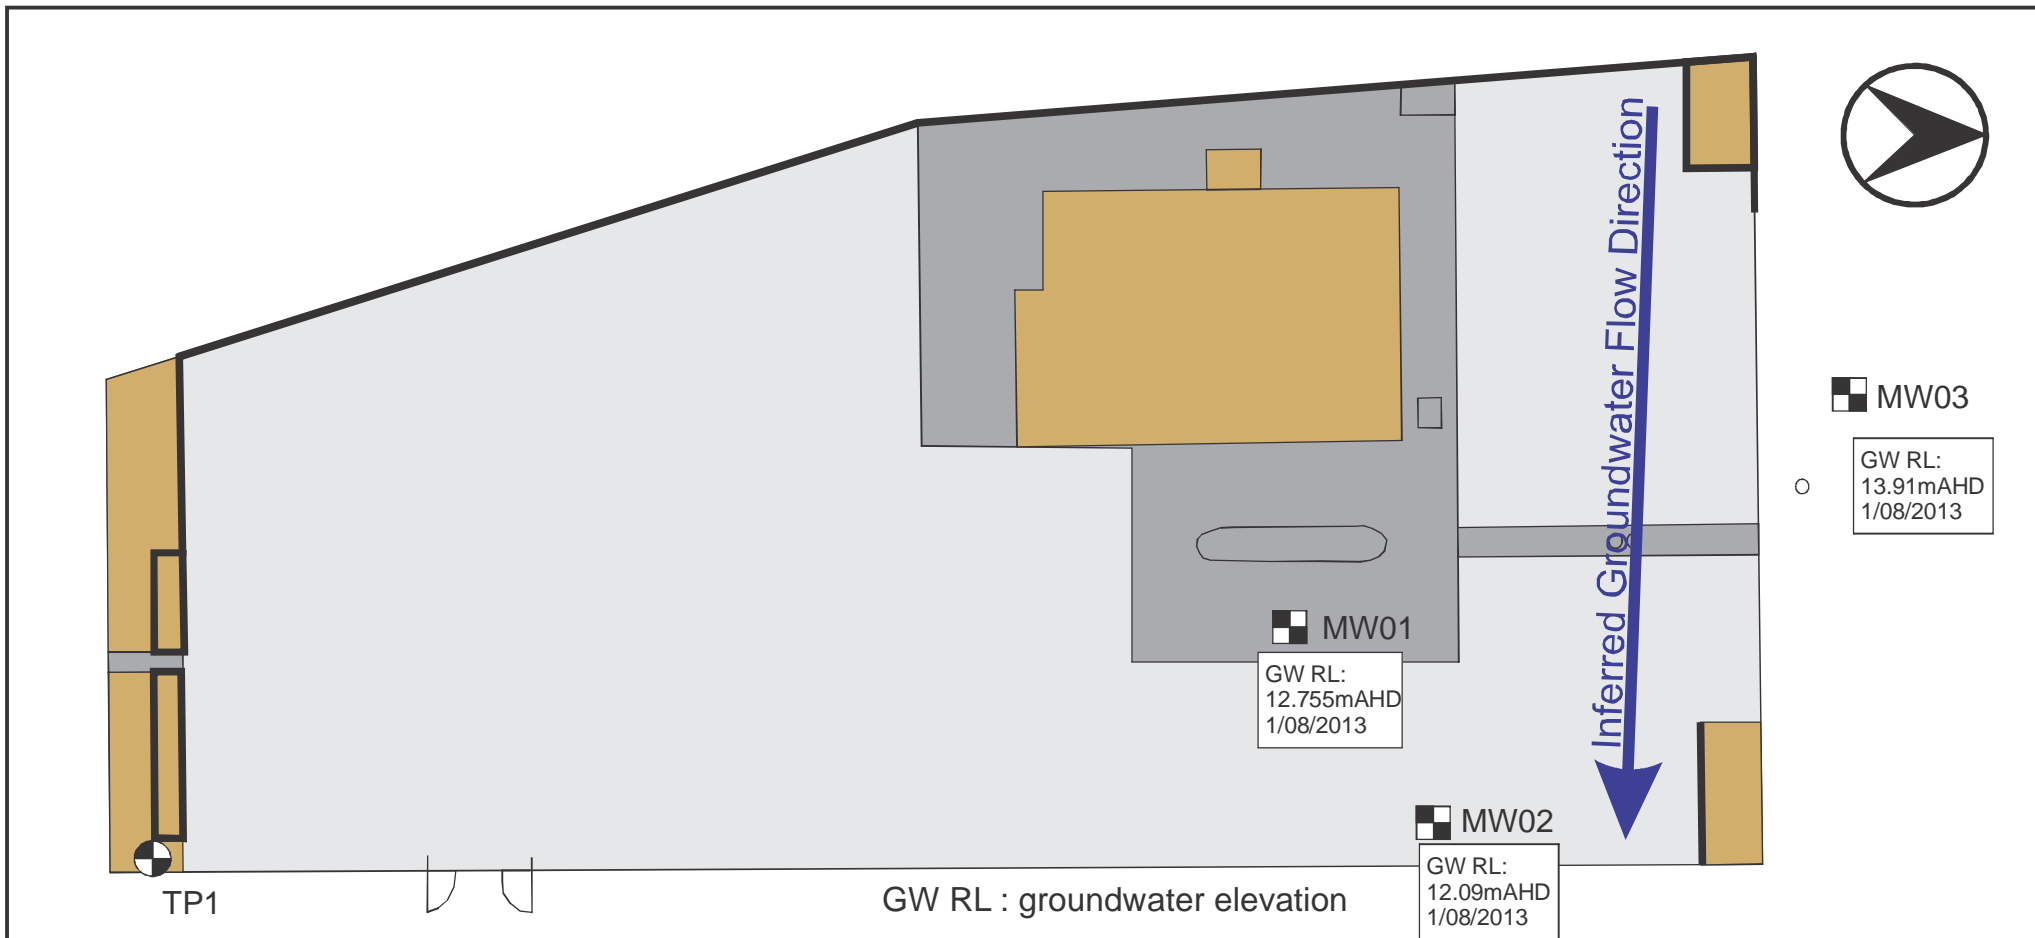 Inferred Groundwater Flow Direction
MW03
GW RL:
13.91mAHD
1/08/2013
MW01
GW RL:
12.755mAHD
1/08/2013
MW02
GW RL:
12.09mAHD
1/08/2013
TP1
GW RL : groundwater elevation